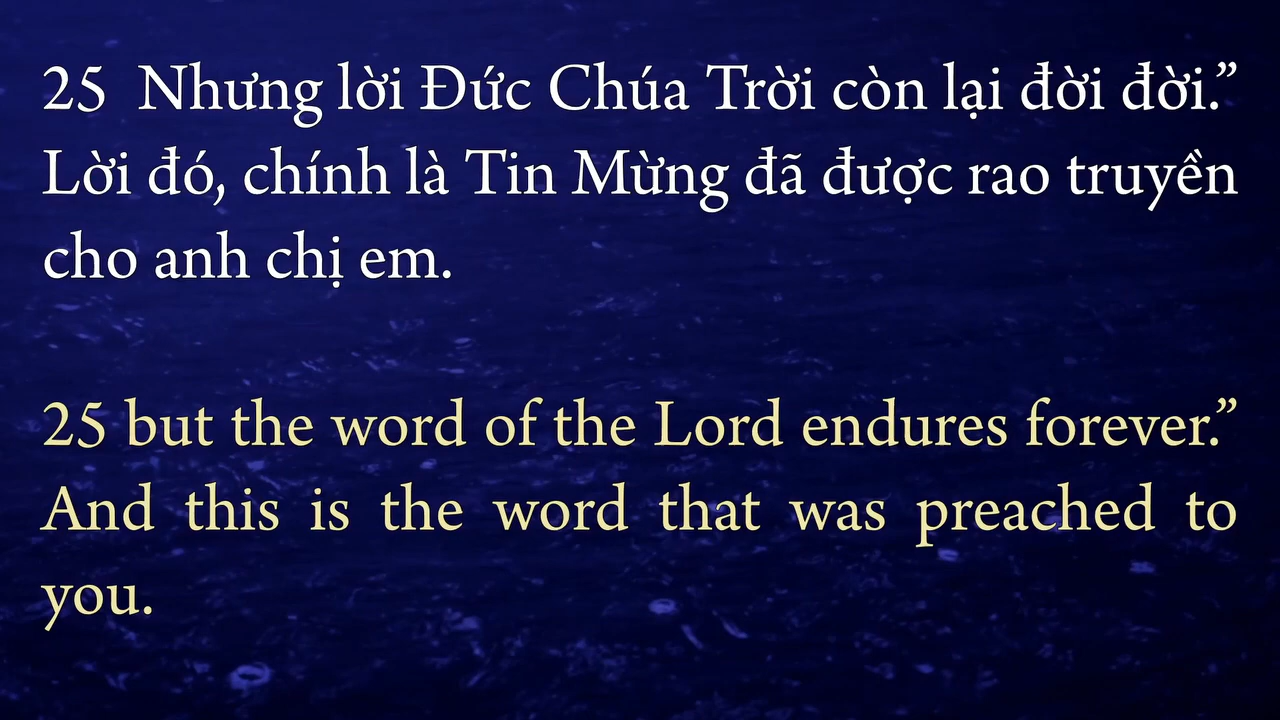 25  Nhưng lời Đức Chúa Trời còn lại đời đời.”
Lời đó, chính là Tin Mừng đã được rao truyền
cho anh chị em.
25 but the word of the Lord endures forever.”
And this is the word that was preached to
you.